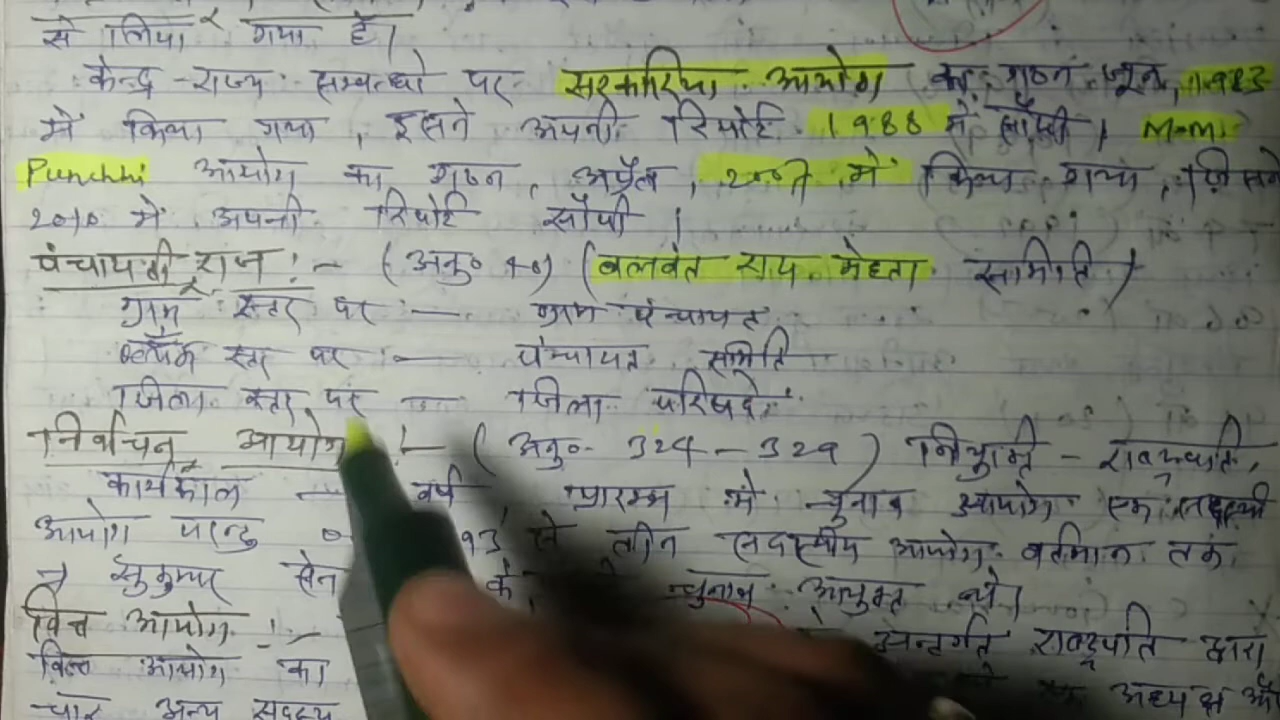 से लिया गया है।
केन्द्र-राज्य सम्बन्धो पर सरकारिया आयोग का गठन जून, 1983
में किया गया, इसने अपनी रिपोर्ट 1988 में सौंपी। M.M.
Punchhi आयोग का गठन, अप्रैल, 2007 में किया गया, जिसने
2010 में अपनी रिपोर्ट सौंपी।
पंचायती राज :- (अनु० 40) (बलवंत राय मेहता समिति)
ग्राम स्तर पर — ग्राम पंचायत
ब्लॉक स्तर पर — पंचायत समिति
जिला स्तर पर — जिला परिषदें
निर्वाचन आयोग :- (अनु० 324-329) नियुक्ति - राष्ट्रपति,
कार्यकाल — वर्ष, प्रारम्भ में चुनाव आयोग एक सदस्यी
आयोग परन्तु 93 से तीन सदस्यीय आयोग वर्तमान तक
→ सुकुमार सेन के चुनाव आयुक्त थे।
वित्त आयोग :- के अन्तर्गत राष्ट्रपति द्वारा
वित्त आयोग का एक अध्यक्ष और
चार अन्य सदस्य